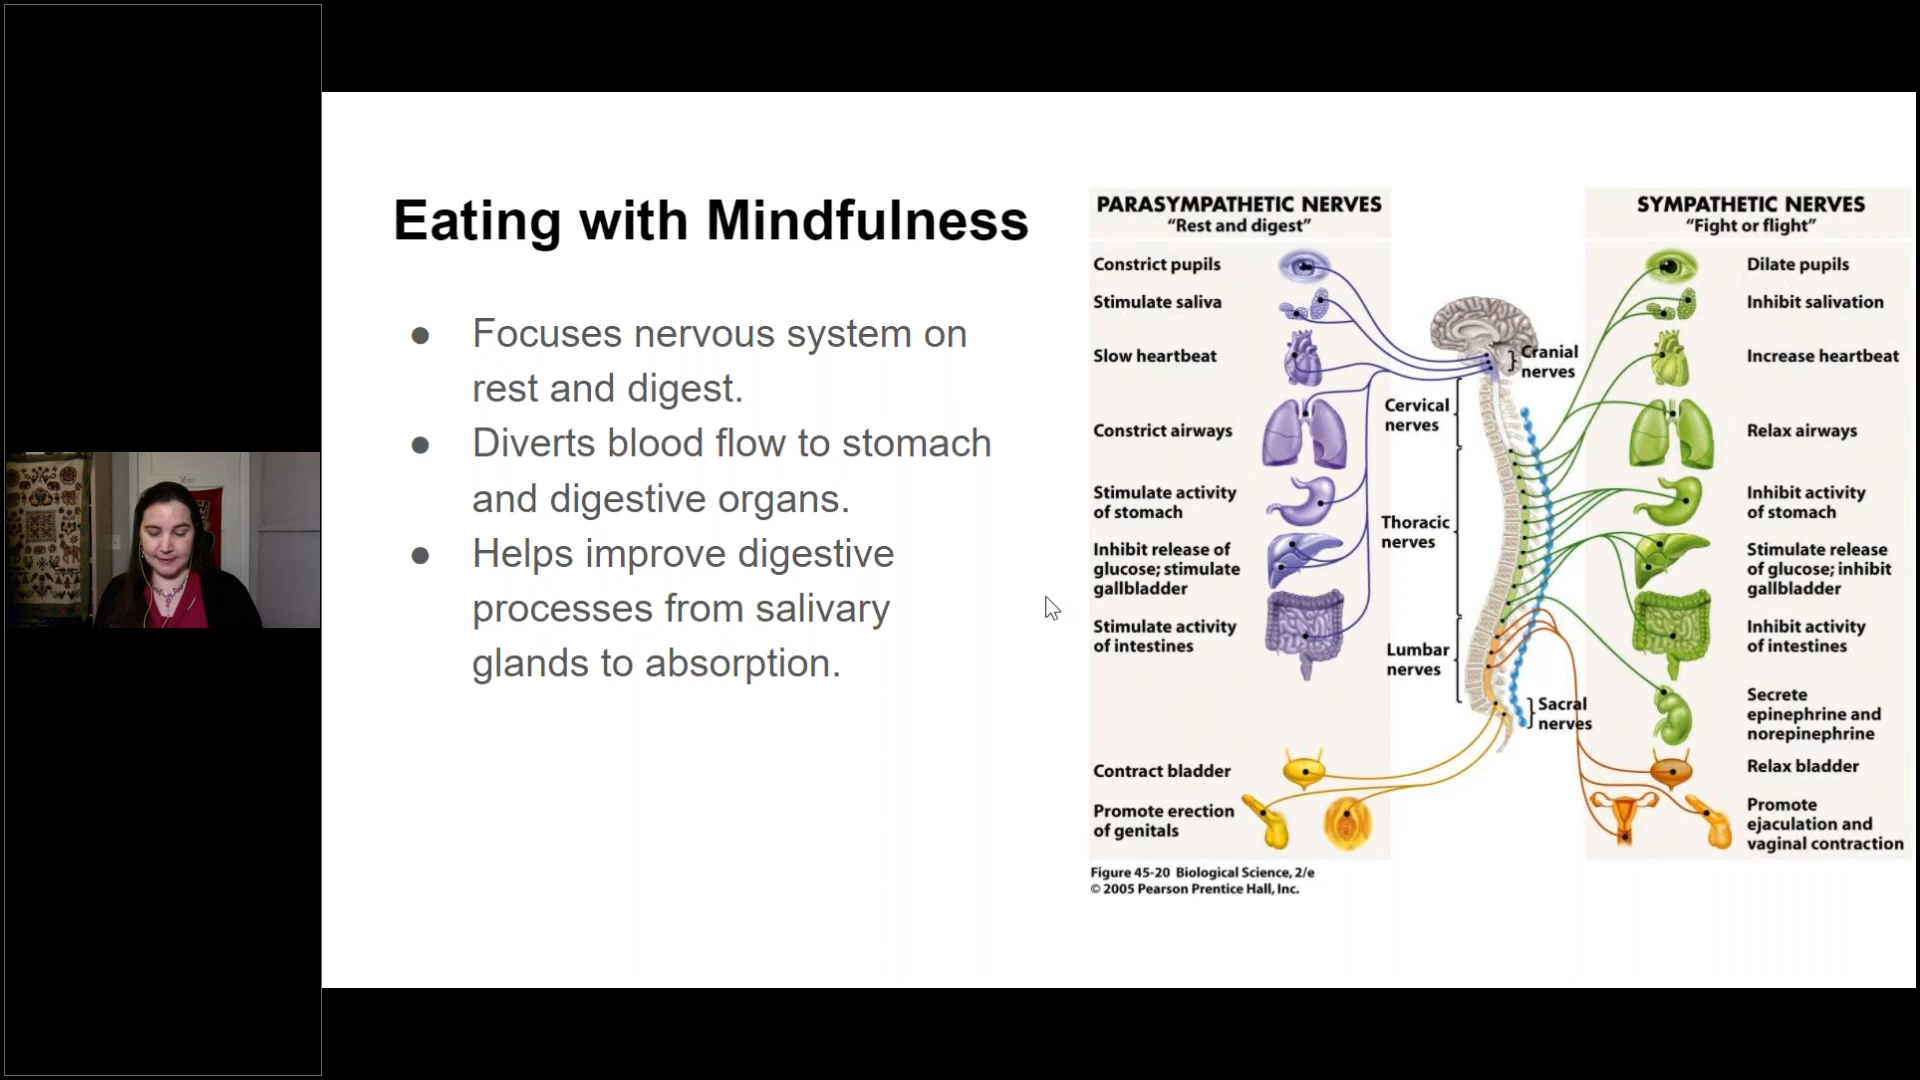 Eating with Mindfulness
● Focuses nervous system on
rest and digest.
● Diverts blood flow to stomach
and digestive organs.
● Helps improve digestive
processes from salivary
glands to absorption.
PARASYMPATHETIC NERVES
“Rest and digest”
Constrict pupils
Stimulate saliva
Slow heartbeat
Constrict airways
Stimulate activity
of stomach
Inhibit release of
glucose; stimulate
gallbladder
Stimulate activity
of intestines
Contract bladder
Promote erection
of genitals
Cranial
nerves
Cervical
nerves
Thoracic
nerves
Lumbar
nerves
Sacral
nerves
SYMPATHETIC NERVES
“Fight or flight”
Dilate pupils
Inhibit salivation
Increase heartbeat
Relax airways
Inhibit activity
of stomach
Stimulate release
of glucose; inhibit
gallbladder
Inhibit activity
of intestines
Secrete
epinephrine and
norepinephrine
Relax bladder
Promote
ejaculation and
vaginal contraction
Figure 45-20 Biological Science, 2/e
© 2005 Pearson Prentice Hall, Inc.